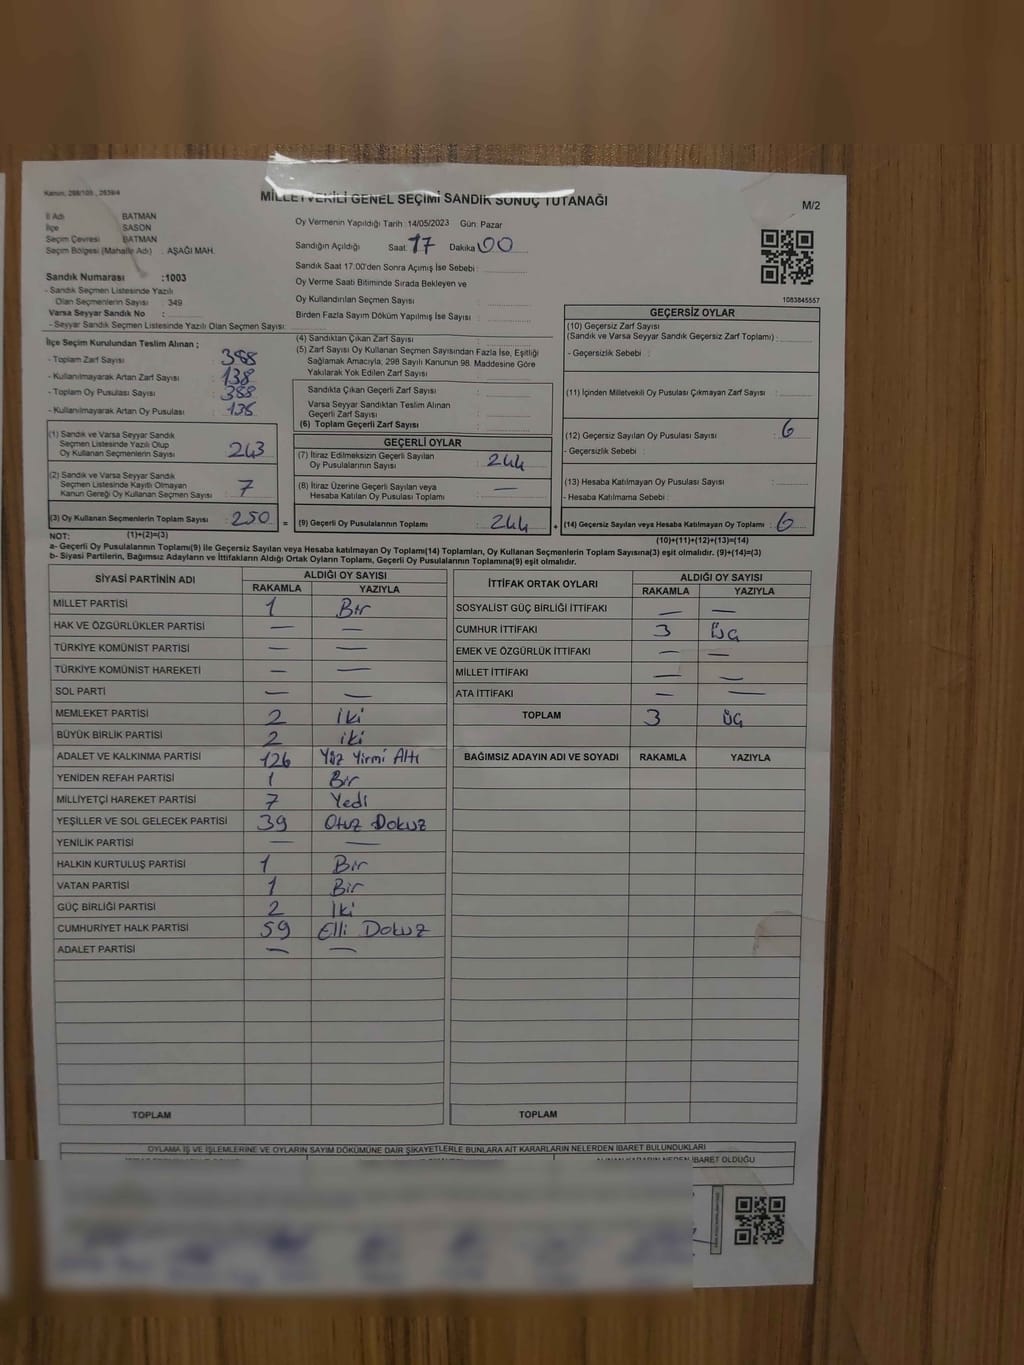 Kanun, 298/105 , 2839/4
MİLLETVEKİLİ GENEL SEÇİMİ SANDIK SONUÇ TUTANAĞI
M/2
İl Adı BATMAN
İlçe SASON
Seçim Çevresi BATMAN
Seçim Bölgesi (Mahalle Adı) : AŞAĞI MAH.
Oy Vermenin Yapıldığı Tarih : 14/05/2023 Gün: Pazar
Sandığın Açıldığı Saat: 17 Dakika: 00
Sandık Saat 17:00'den Sonra Açımış İse Sebebi :
Oy Verme Saati Bitiminde Sırada Bekleyen ve
Oy Kullandırılan Seçmen Sayısı :
Birden Fazla Sayım Döküm Yapılmış İse Sayısı :
Sandık Numarası :1003
- Sandık Seçmen Listesinde Yazılı
Olan Seçmenlerin Sayısı : 349
Varsa Seyyar Sandık No :
- Seyyar Sandık Seçmen Listesinde Yazılı Olan Seçmen Sayısı:
1083845557
İlçe Seçim Kurulundan Teslim Alınan ;
- Toplam Zarf Sayısı : 388
- Kullanılmayarak Artan Zarf Sayısı : 138
- Toplam Oy Pusulası Sayısı : 388
- Kullanılmayarak Artan Oy Pusulası : 138
(1) Sandık ve Varsa Seyyar Sandık
Seçmen Listesinde Yazılı Olup
Oy Kullanan Seçmenlerin Sayısı : 243
(2) Sandık ve Varsa Seyyar Sandık
Seçmen Listesinde Kayıtlı Olmayan
Kanun Gereği Oy Kullanan Seçmen Sayısı : 7
(3) Oy Kullanan Seçmenlerin Toplam Sayısı : 250 =
(4) Sandıktan Çıkan Zarf Sayısı :
(5) Zarf Sayısı Oy Kullanan Seçmen Sayısından Fazla İse, Eşitliği
Sağlamak Amacıyla, 298 Sayılı Kanunun 98. Maddesine Göre
Yakılarak Yok Edilen Zarf Sayısı :
Sandıkta Çıkan Geçerli Zarf Sayısı :
Varsa Seyyar Sandıktan Teslim Alınan
Geçerli Zarf Sayısı :
(6) Toplam Geçerli Zarf Sayısı :
GEÇERLİ OYLAR
(7) İtiraz Edilmeksizin Geçerli Sayılan
Oy Pusulalarının Sayısı : 244
(8) İtiraz Üzerine Geçerli Sayılan veya
Hesaba Katılan Oy Pusulası Toplamı : —
(9) Geçerli Oy Pusulalarının Toplamı : 244 +
GEÇERSİZ OYLAR
(10) Geçersiz Zarf Sayısı
(Sandık ve Varsa Seyyar Sandık Geçersiz Zarf Toplamı) :
- Geçersizlik Sebebi :
(11) İçinden Milletvekili Oy Pusulası Çıkmayan Zarf Sayısı :
(12) Geçersiz Sayılan Oy Pusulası Sayısı : 6
- Geçersizlik Sebebi :
(13) Hesaba Katılmayan Oy Pusulası Sayısı :
- Hesaba Katılmama Sebebi :
(14) Geçersiz Sayılan veya Hesaba Katılmayan Oy Toplamı : 6
NOT: (1)+(2)=(3)
(10)+(11)+(12)+(13)=(14)
a- Geçerli Oy Pusulalarının Toplamı(9) ile Geçersiz Sayılan veya Hesaba katılmayan Oy Toplamı(14) Toplamları, Oy Kullanan Seçmenlerin Toplam Sayısına(3) eşit olmalıdır. (9)+(14)=(3)
b- Siyasi Partilerin, Bağımsız Adayların ve İttifakların Aldığı Ortak Oyların Toplamı, Geçerli Oy Pusulalarının Toplamına(9) eşit olmalıdır.
SİYASİ PARTİNİN ADI ALDIĞI OY SAYISI
RAKAMLA YAZIYLA
MİLLET PARTİSİ 1 Bir
HAK VE ÖZGÜRLÜKLER PARTİSİ — —
TÜRKİYE KOMÜNİST PARTİSİ — —
TÜRKİYE KOMÜNİST HAREKETİ — —
SOL PARTİ — —
MEMLEKET PARTİSİ 2 İki
BÜYÜK BİRLİK PARTİSİ 2 iki
ADALET VE KALKINMA PARTİSİ 126 Yüz Yirmi Altı
YENİDEN REFAH PARTİSİ 1 Bir
MİLLİYETÇİ HAREKET PARTİSİ 7 Yedi
YEŞİLLER VE SOL GELECEK PARTİSİ 39 Otuz Dokuz
YENİLİK PARTİSİ — —
HALKIN KURTULUŞ PARTİSİ 1 Bir
VATAN PARTİSİ 1 Bir
GÜÇ BİRLİĞİ PARTİSİ 2 İki
CUMHURİYET HALK PARTİSİ 59 Elli Dokuz
ADALET PARTİSİ — —
TOPLAM
İTTİFAK ORTAK OYLARI ALDIĞI OY SAYISI
RAKAMLA YAZIYLA
SOSYALİST GÜÇ BİRLİĞİ İTTİFAKI — —
CUMHUR İTTİFAKI 3 Üç
EMEK VE ÖZGÜRLÜK İTTİFAKI — —
MİLLET İTTİFAKI — —
ATA İTTİFAKI — —
TOPLAM 3 üç
BAĞIMSIZ ADAYIN ADI VE SOYADI RAKAMLA YAZIYLA
TOPLAM
OYLAMA İŞ VE İŞLEMLERİNE VE OYLARIN SAYIM DÖKÜMÜNE DAİR ŞİKAYETLERLE BUNLARA AİT KARARLARIN NELERDEN İBARET BULUNDUKLARI
ALINAN KARARIN NEDEN İBARET OLDUĞU